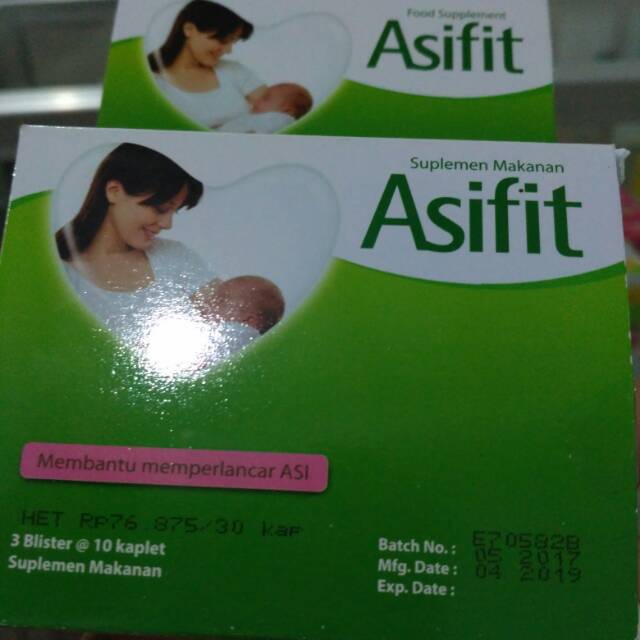 Food Supplement
Asifit
Suplemen Makanan
Asifit
Membantu memperlancar ASI
HET Rp76.875/30 kap
3 Blister @ 10 kaplet
Suplemen Makanan
Batch No. : E70582B
Mfg. Date : 05 2017
Exp. Date : 04 2019